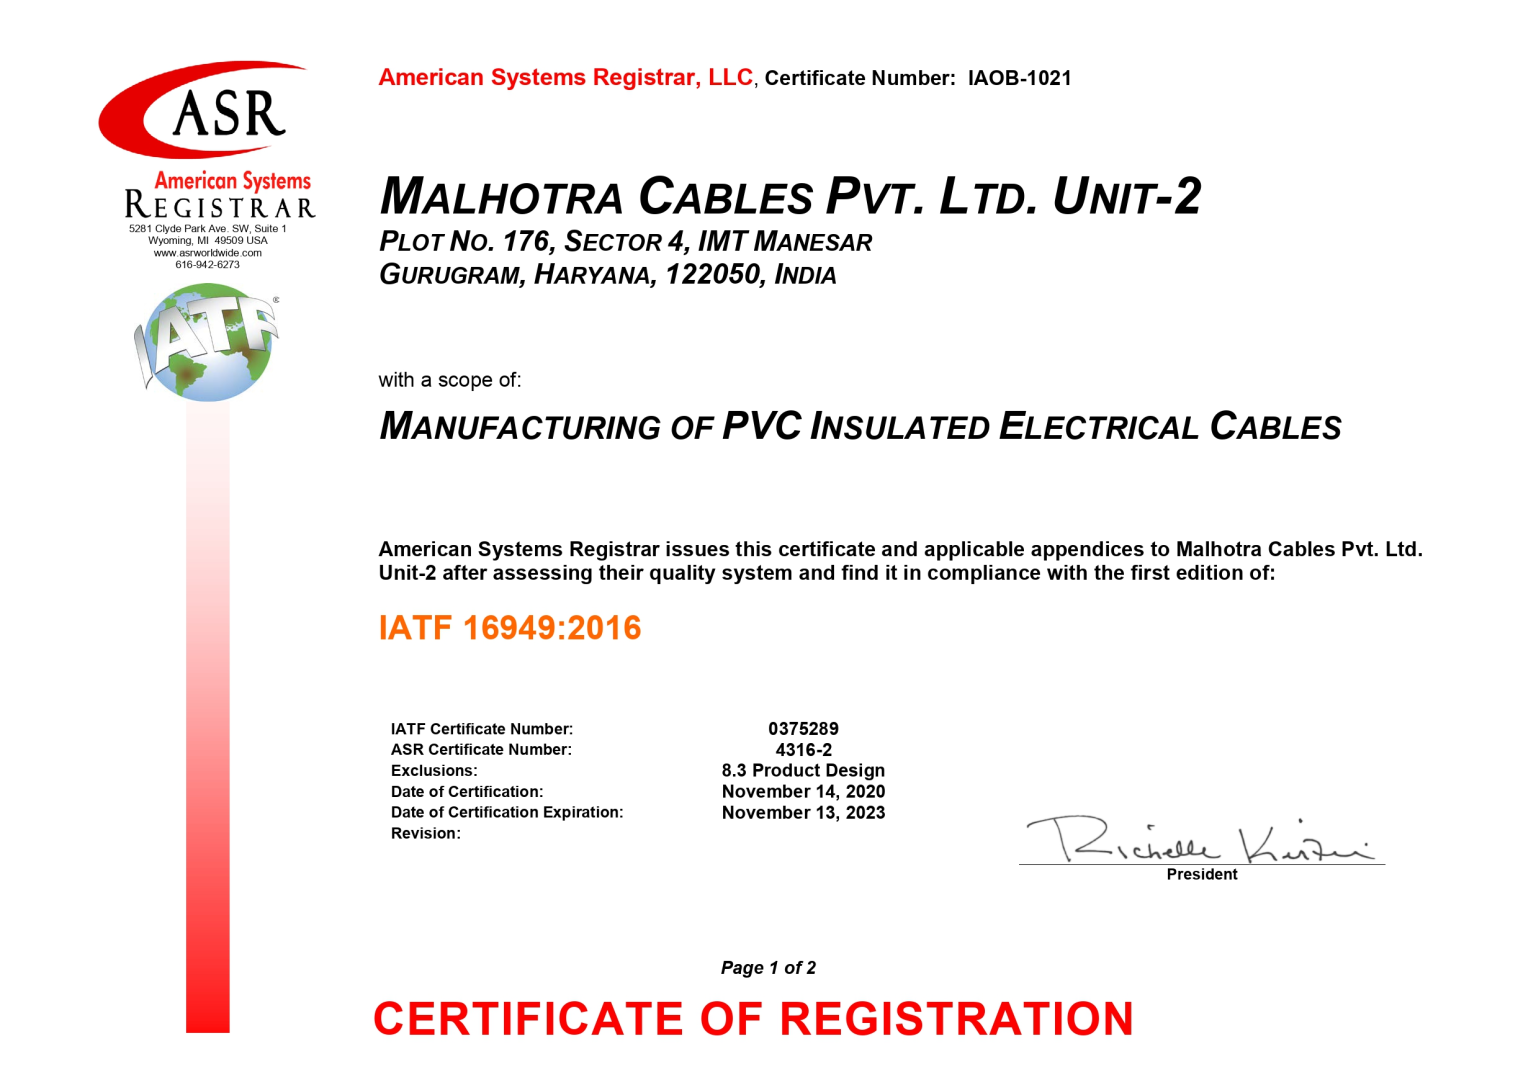 ASR
American Systems
REGISTRAR
5281 Clyde Park Ave. SW, Suite 1
Wyoming, MI 49509 USA
www.asrworldwide.com
616-942-6273
IATF®
American Systems Registrar, LLC, Certificate Number: IAOB-1021
MALHOTRA CABLES PVT. LTD. UNIT-2
PLOT NO. 176, SECTOR 4, IMT MANESAR
GURUGRAM, HARYANA, 122050, INDIA
with a scope of:
MANUFACTURING OF PVC INSULATED ELECTRICAL CABLES
American Systems Registrar issues this certificate and applicable appendices to Malhotra Cables Pvt. Ltd.
Unit-2 after assessing their quality system and find it in compliance with the first edition of:
IATF 16949:2016
IATF Certificate Number: 0375289
ASR Certificate Number: 4316-2
Exclusions: 8.3 Product Design
Date of Certification: November 14, 2020
Date of Certification Expiration: November 13, 2023
Revision:
Richelle
President
Page 1 of 2
CERTIFICATE OF REGISTRATION